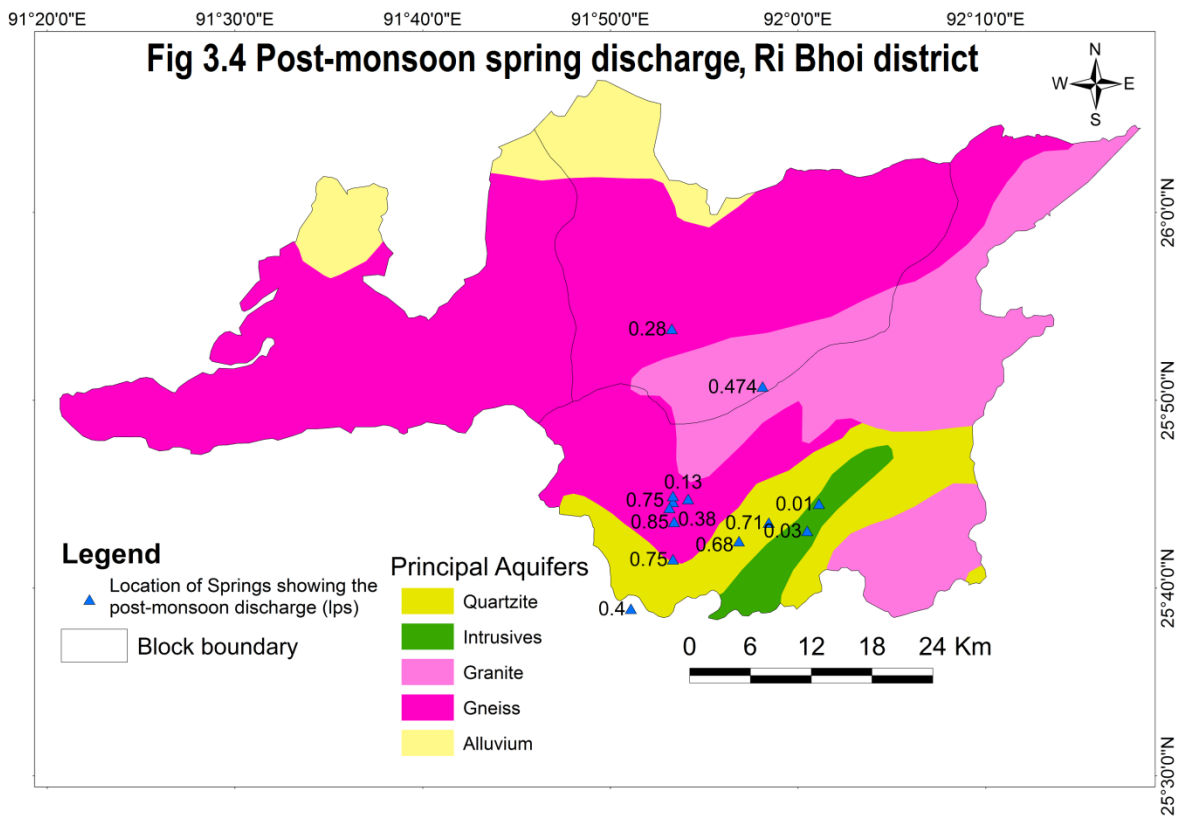 91°20'0"E 91°30'0"E 91°40'0"E 91°50'0"E 92°0'0"E 92°10'0"E
Fig 3.4 Post-monsoon spring discharge, Ri Bhoi district
N
W E
S
26°0'0"N
0.28
0.474
25°50'0"N
0.13
0.75
0.38
0.85
0.01
0.71
0.03
0.68
0.75
0.4
25°40'0"N
Legend
Location of Springs showing the
post-monsoon discharge (lps)
Block boundary
Principal Aquifers
Quartzite
Intrusives
Granite
Gneiss
Alluvium
0 6 12 18 24 Km
25°30'0"N